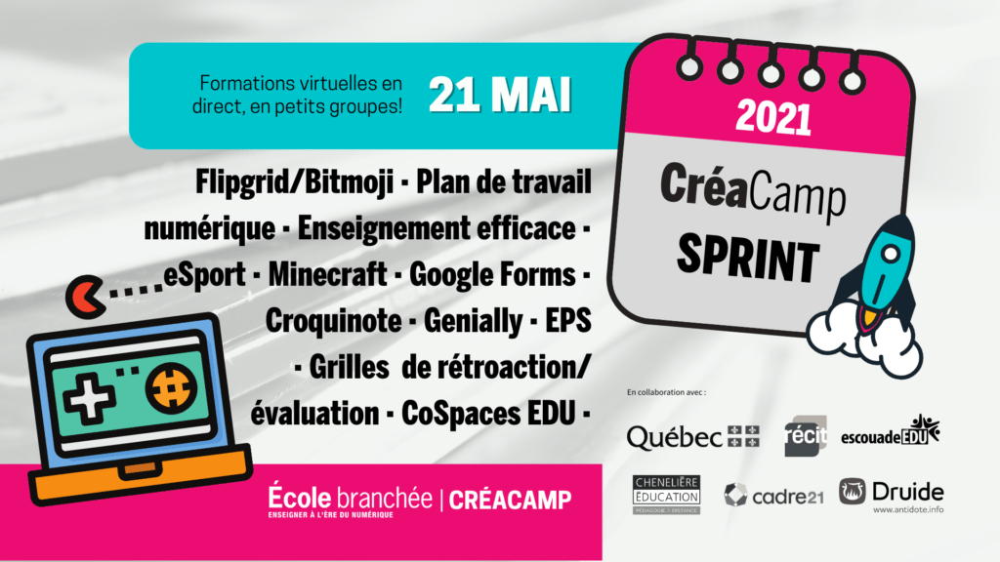 Formations virtuelles en
direct, en petits groupes!
21 MAI
2021
CréaCamp
SPRINT
Flipgrid/Bitmoji · Plan de travail
numérique · Enseignement efficace ·
eSport · Minecraft · Google Forms ·
Croquinote · Genially · EPS
· Grilles de rétroaction/
évaluation · CoSpaces EDU ·
École branchée | CRÉACAMP
ENSEIGNER À L'ÈRE DU NUMÉRIQUE
En collaboration avec :
Québec
récit
escouadeEDU
CHENELIÈRE
ÉDUCATION
PÉDAGOGIE À DISTANCE
cadre21
Druide
www.antidote.info